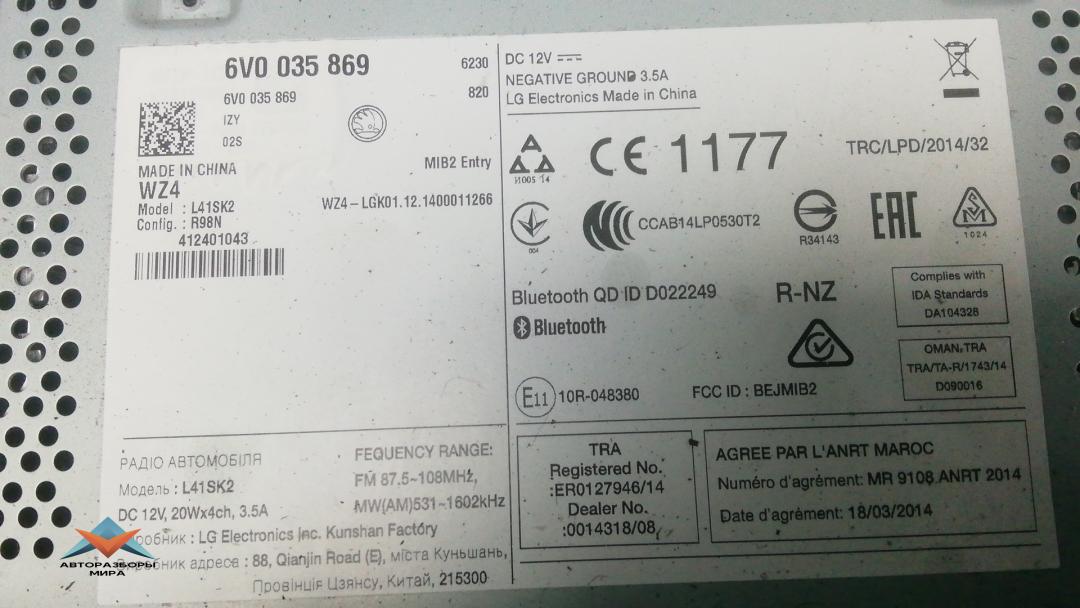 6V0 035 869
6230
6V0 035 869
820
IZY
02S
MADE IN CHINA
MIB2 Entry
WZ4
Model : L41SK2
WZ4-LGK01.12.1400011266
Config. : R98N
412401043
DC 12V
NEGATIVE GROUND 3.5A
LG Electronics Made in China
И005 14
CE 1177
TRC/LPD/2014/32
004
CCAB14LP0530T2
R34143
EAC
SM
1024
Bluetooth QD ID D022249
R-NZ
Complies with
IDA Standards
DA104328
Bluetooth
OMAN.TRA
TRA/TA-R/1743/14
D090016
E11
10R-048380
FCC ID : BEJMIB2
РАДІО АВТОМОБІЛЯ
Модель : L41SK2
DC 12V, 20Wx4ch, 3.5A
FEQUENCY RANGE:
FM 87.5~108MHz,
MW(AM)531~1602kHz
: LG Electronics Inc. Kunshan Factory
адреса : 88, Qianjin Road (E), міста Куньшань,
Провінція Цзянсу, Китай, 215300
TRA
Registered No.
:ER0127946/14
Dealer No.
:0014318/08
AGREE PAR L'ANRT MAROC
Numéro d'agrément: MR 9108 ANRT 2014
Date d'agrément: 18/03/2014
АВТОРАЗБОРЫ
МИРА